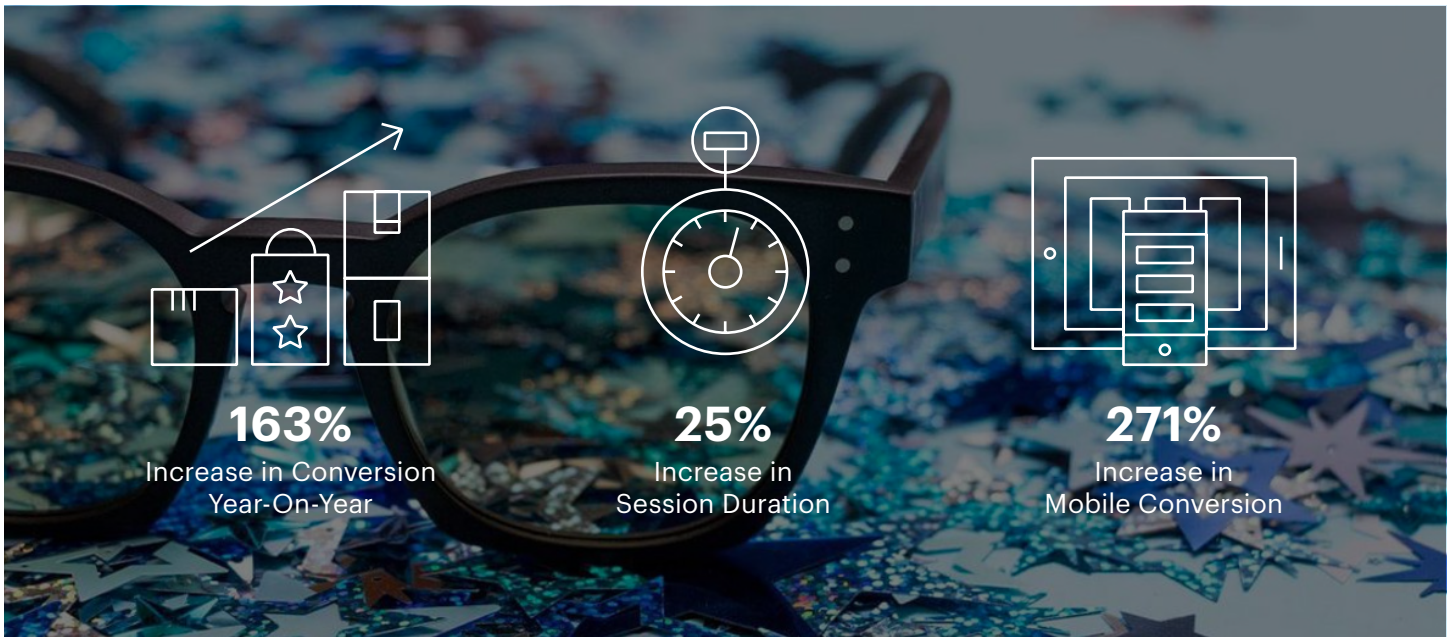 163%
Increase in Conversion
Year-On-Year
25%
Increase in
Session Duration
271%
Increase in
Mobile Conversion